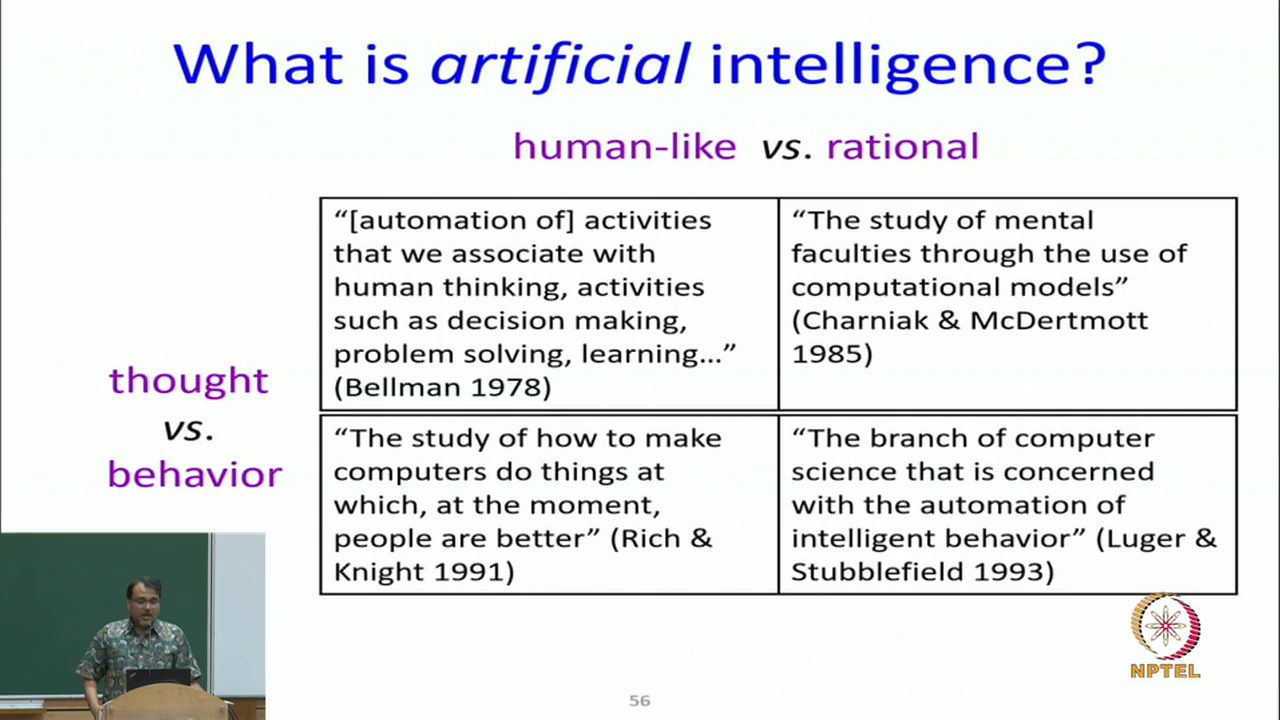 What is artificial intelligence?
human-like vs. rational
thought
vs.
behavior
“[automation of] activities
that we associate with
human thinking, activities
such as decision making,
problem solving, learning...”
(Bellman 1978)
“The study of mental
faculties through the use of
computational models”
(Charniak & McDertmott
1985)
“The study of how to make
computers do things at
which, at the moment,
people are better” (Rich &
Knight 1991)
“The branch of computer
science that is concerned
with the automation of
intelligent behavior” (Luger &
Stubblefield 1993)
NPTEL
56